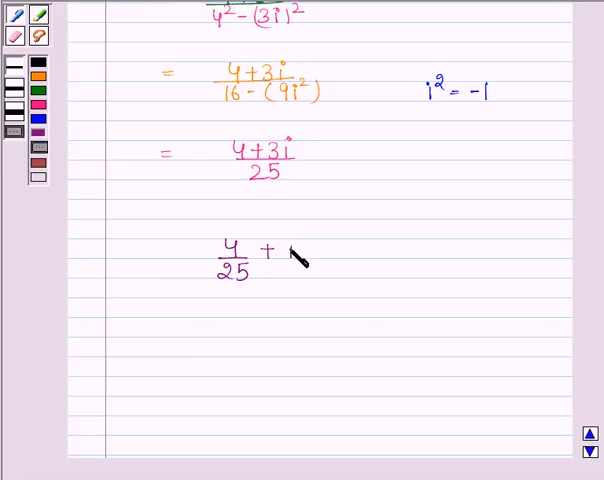 4² – (3i)²
= (4+3i)/(16 – (9i²))
i² = –1
= (4+3i)/25
4/25 +